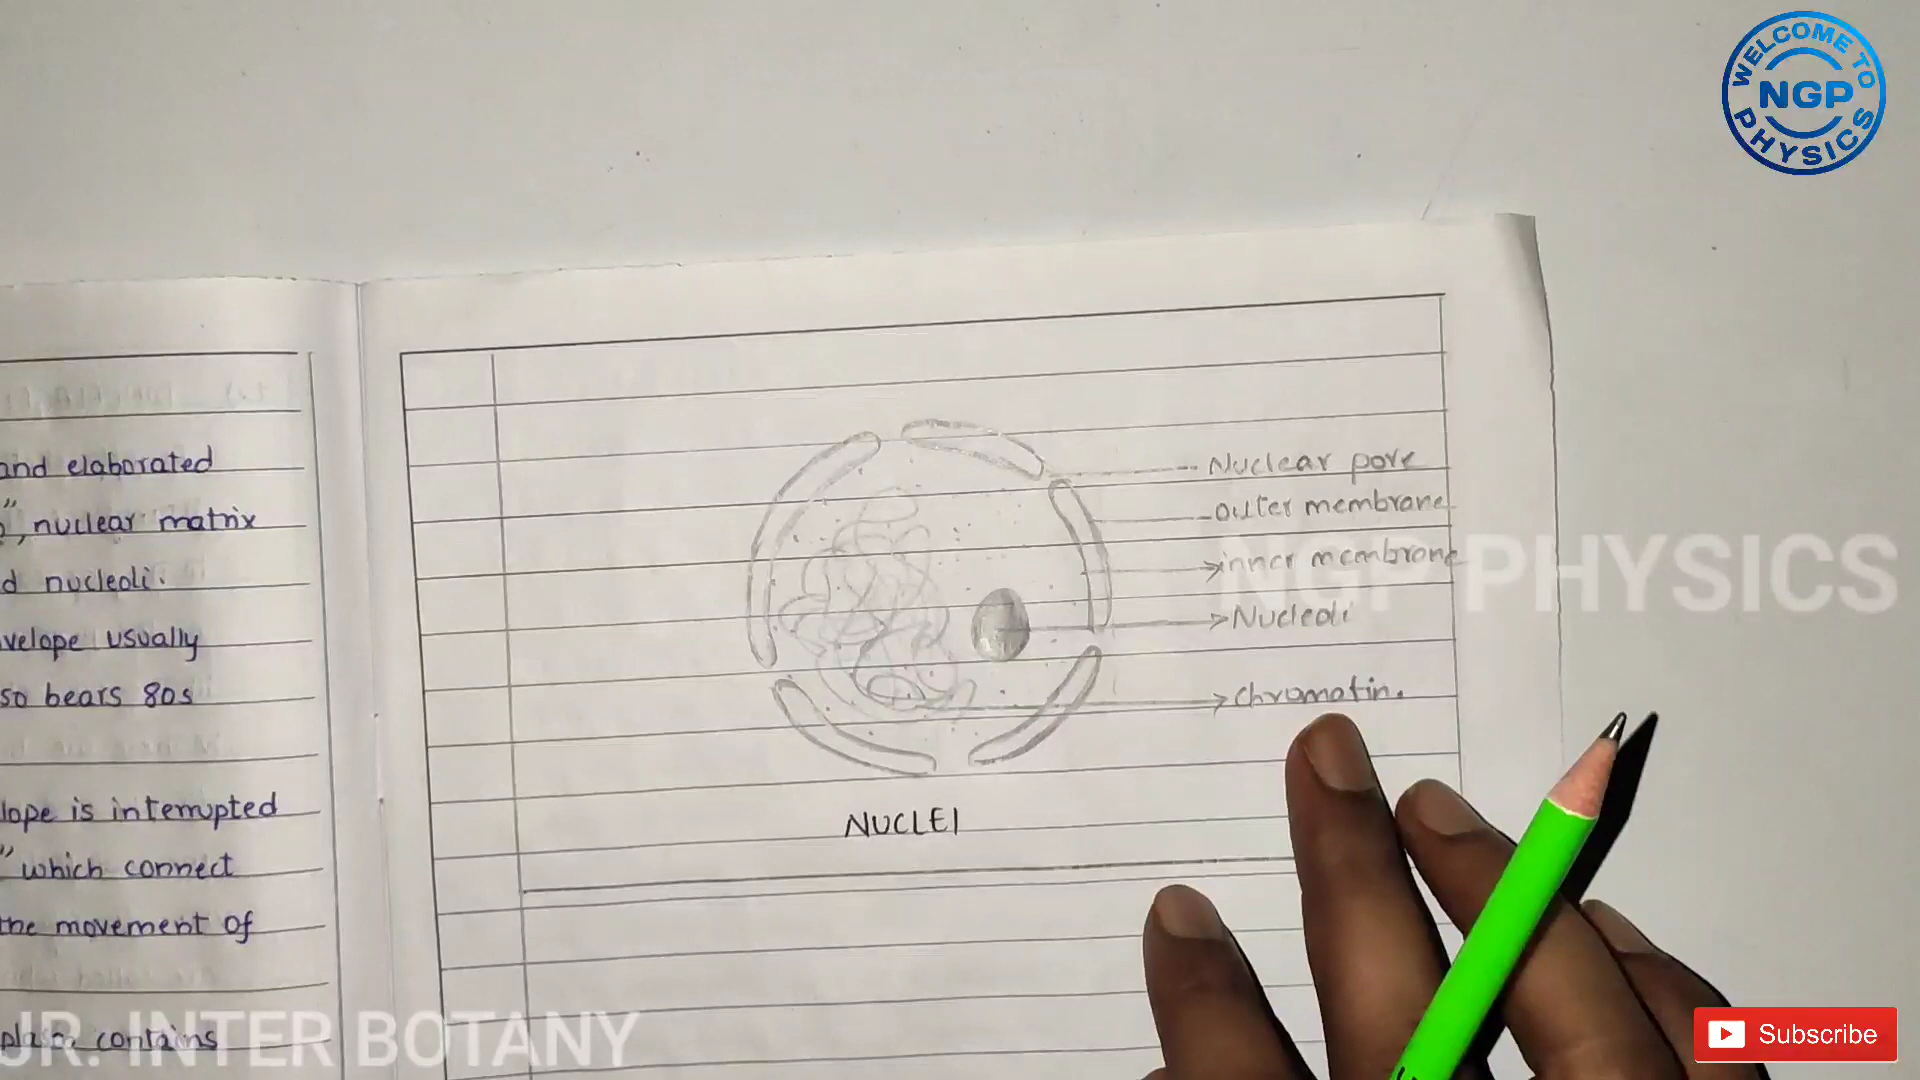 WELCOME TO
NGP
PHYSICS
and elaborated
", nuclear matrix
d nucleoli.
velope usually
so bears 80s
lope is interrupted
" which connect
the movement of
contains
Nuclear pore
outer membrane
inner membrane
Nucleoli
chromatin.
NUCLEI
NGP PHYSICS
JR. INTER BOTANY
Subscribe